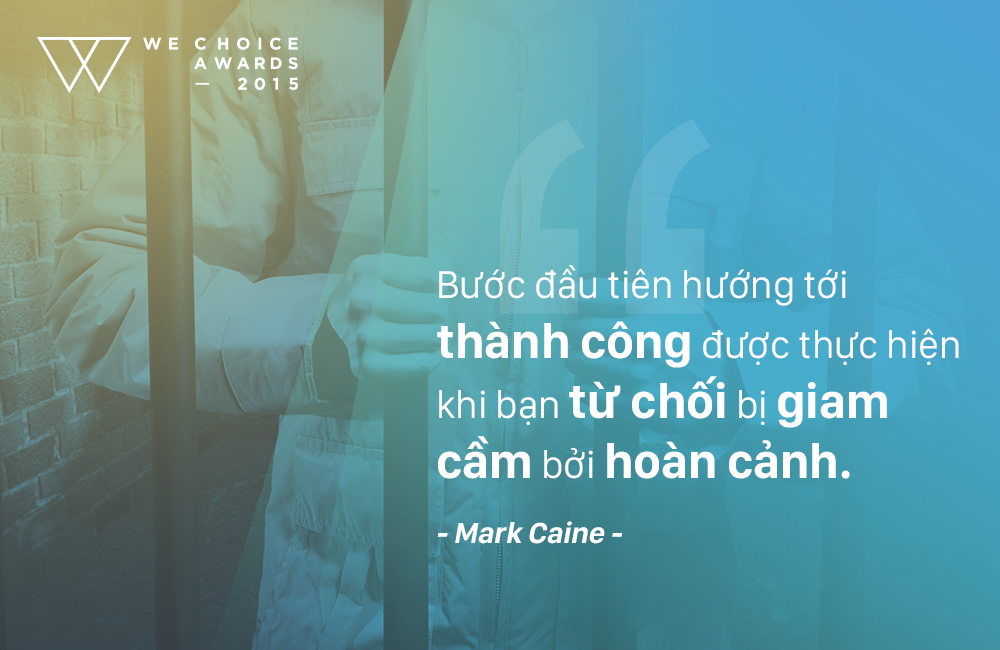 WE CHOICE
AWARDS
— 2015
Bước đầu tiên hướng tới
thành công được thực hiện
khi bạn từ chối bị giam
cầm bởi hoàn cảnh.
- Mark Caine -